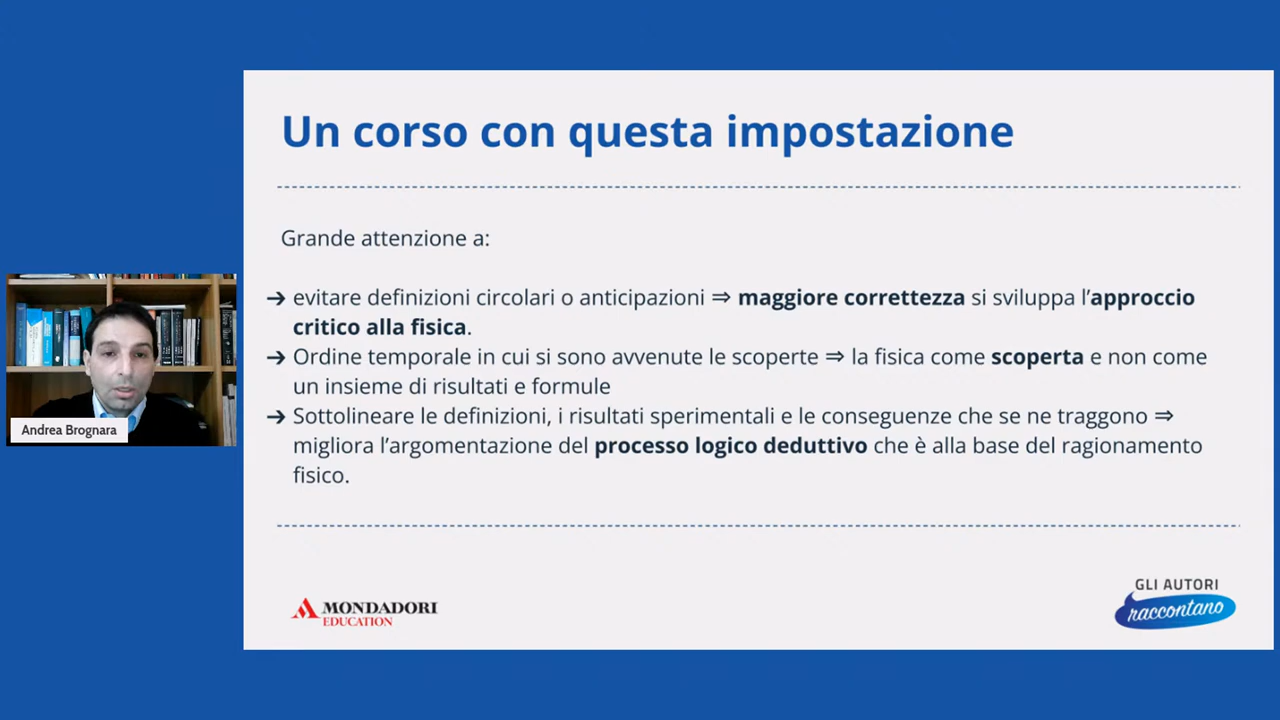 Un corso con questa impostazione
Grande attenzione a:
➔ evitare definizioni circolari o anticipazioni ⇒ maggiore correttezza si sviluppa l’approccio
critico alla fisica.
➔ Ordine temporale in cui si sono avvenute le scoperte ⇒ la fisica come scoperta e non come
un insieme di risultati e formule
➔ Sottolineare le definizioni, i risultati sperimentali e le conseguenze che se ne traggono ⇒
migliora l’argomentazione del processo logico deduttivo che è alla base del ragionamento
fisico.
Andrea Brognara
MONDADORI
EDUCATION
GLI AUTORI
raccontano